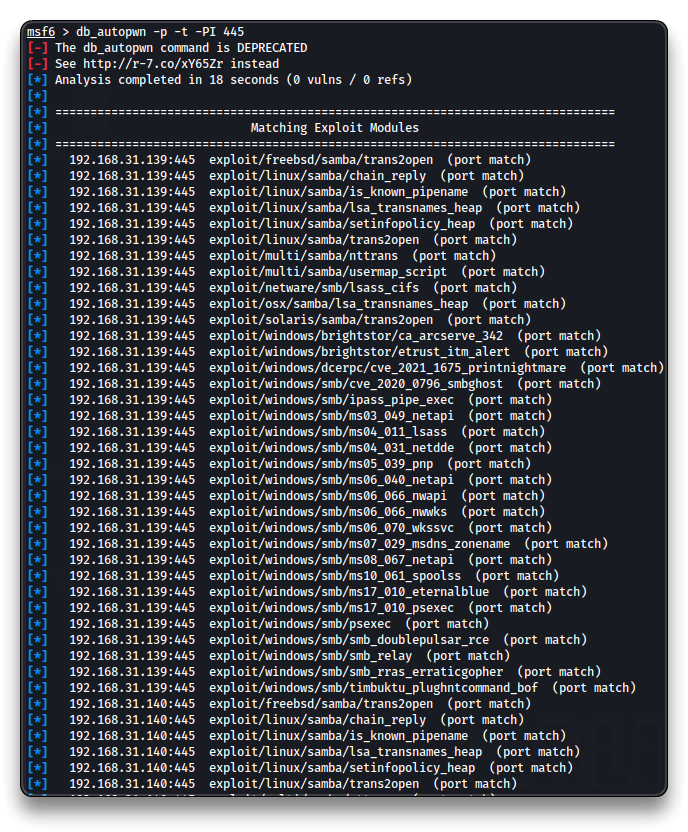 msf6 > db_autopwn -p -t -PI 445
[-] The db_autopwn command is DEPRECATED
[-] See http://r-7.co/xY65Zr instead
[*] Analysis completed in 18 seconds (0 vulns / 0 refs)
[*]
[*] ================================================================================
[*]                             Matching Exploit Modules
[*] ================================================================================
[*]   192.168.31.139:445  exploit/freebsd/samba/trans2open  (port match)
[*]   192.168.31.139:445  exploit/linux/samba/chain_reply  (port match)
[*]   192.168.31.139:445  exploit/linux/samba/is_known_pipename  (port match)
[*]   192.168.31.139:445  exploit/linux/samba/lsa_transnames_heap  (port match)
[*]   192.168.31.139:445  exploit/linux/samba/setinfopolicy_heap  (port match)
[*]   192.168.31.139:445  exploit/linux/samba/trans2open  (port match)
[*]   192.168.31.139:445  exploit/multi/samba/nttrans  (port match)
[*]   192.168.31.139:445  exploit/multi/samba/usermap_script  (port match)
[*]   192.168.31.139:445  exploit/netware/smb/lsass_cifs  (port match)
[*]   192.168.31.139:445  exploit/osx/samba/lsa_transnames_heap  (port match)
[*]   192.168.31.139:445  exploit/solaris/samba/trans2open  (port match)
[*]   192.168.31.139:445  exploit/windows/brightstor/ca_arcserve_342  (port match)
[*]   192.168.31.139:445  exploit/windows/brightstor/etrust_itm_alert  (port match)
[*]   192.168.31.139:445  exploit/windows/dcerpc/cve_2021_1675_printnightmare  (port match)
[*]   192.168.31.139:445  exploit/windows/smb/cve_2020_0796_smbghost  (port match)
[*]   192.168.31.139:445  exploit/windows/smb/ipass_pipe_exec  (port match)
[*]   192.168.31.139:445  exploit/windows/smb/ms03_049_netapi  (port match)
[*]   192.168.31.139:445  exploit/windows/smb/ms04_011_lsass  (port match)
[*]   192.168.31.139:445  exploit/windows/smb/ms04_031_netdde  (port match)
[*]   192.168.31.139:445  exploit/windows/smb/ms05_039_pnp  (port match)
[*]   192.168.31.139:445  exploit/windows/smb/ms06_040_netapi  (port match)
[*]   192.168.31.139:445  exploit/windows/smb/ms06_066_nwapi  (port match)
[*]   192.168.31.139:445  exploit/windows/smb/ms06_066_nwwks  (port match)
[*]   192.168.31.139:445  exploit/windows/smb/ms06_070_wkssvc  (port match)
[*]   192.168.31.139:445  exploit/windows/smb/ms07_029_msdns_zonename  (port match)
[*]   192.168.31.139:445  exploit/windows/smb/ms08_067_netapi  (port match)
[*]   192.168.31.139:445  exploit/windows/smb/ms10_061_spoolss  (port match)
[*]   192.168.31.139:445  exploit/windows/smb/ms17_010_eternalblue  (port match)
[*]   192.168.31.139:445  exploit/windows/smb/ms17_010_psexec  (port match)
[*]   192.168.31.139:445  exploit/windows/smb/psexec  (port match)
[*]   192.168.31.139:445  exploit/windows/smb/smb_doublepulsar_rce  (port match)
[*]   192.168.31.139:445  exploit/windows/smb/smb_relay  (port match)
[*]   192.168.31.139:445  exploit/windows/smb/smb_rras_erraticgopher  (port match)
[*]   192.168.31.139:445  exploit/windows/smb/timbuktu_plughntcommand_bof  (port match)
[*]   192.168.31.140:445  exploit/freebsd/samba/trans2open  (port match)
[*]   192.168.31.140:445  exploit/linux/samba/chain_reply  (port match)
[*]   192.168.31.140:445  exploit/linux/samba/is_known_pipename  (port match)
[*]   192.168.31.140:445  exploit/linux/samba/lsa_transnames_heap  (port match)
[*]   192.168.31.140:445  exploit/linux/samba/setinfopolicy_heap  (port match)
[*]   192.168.31.140:445  exploit/linux/samba/trans2open  (port match)